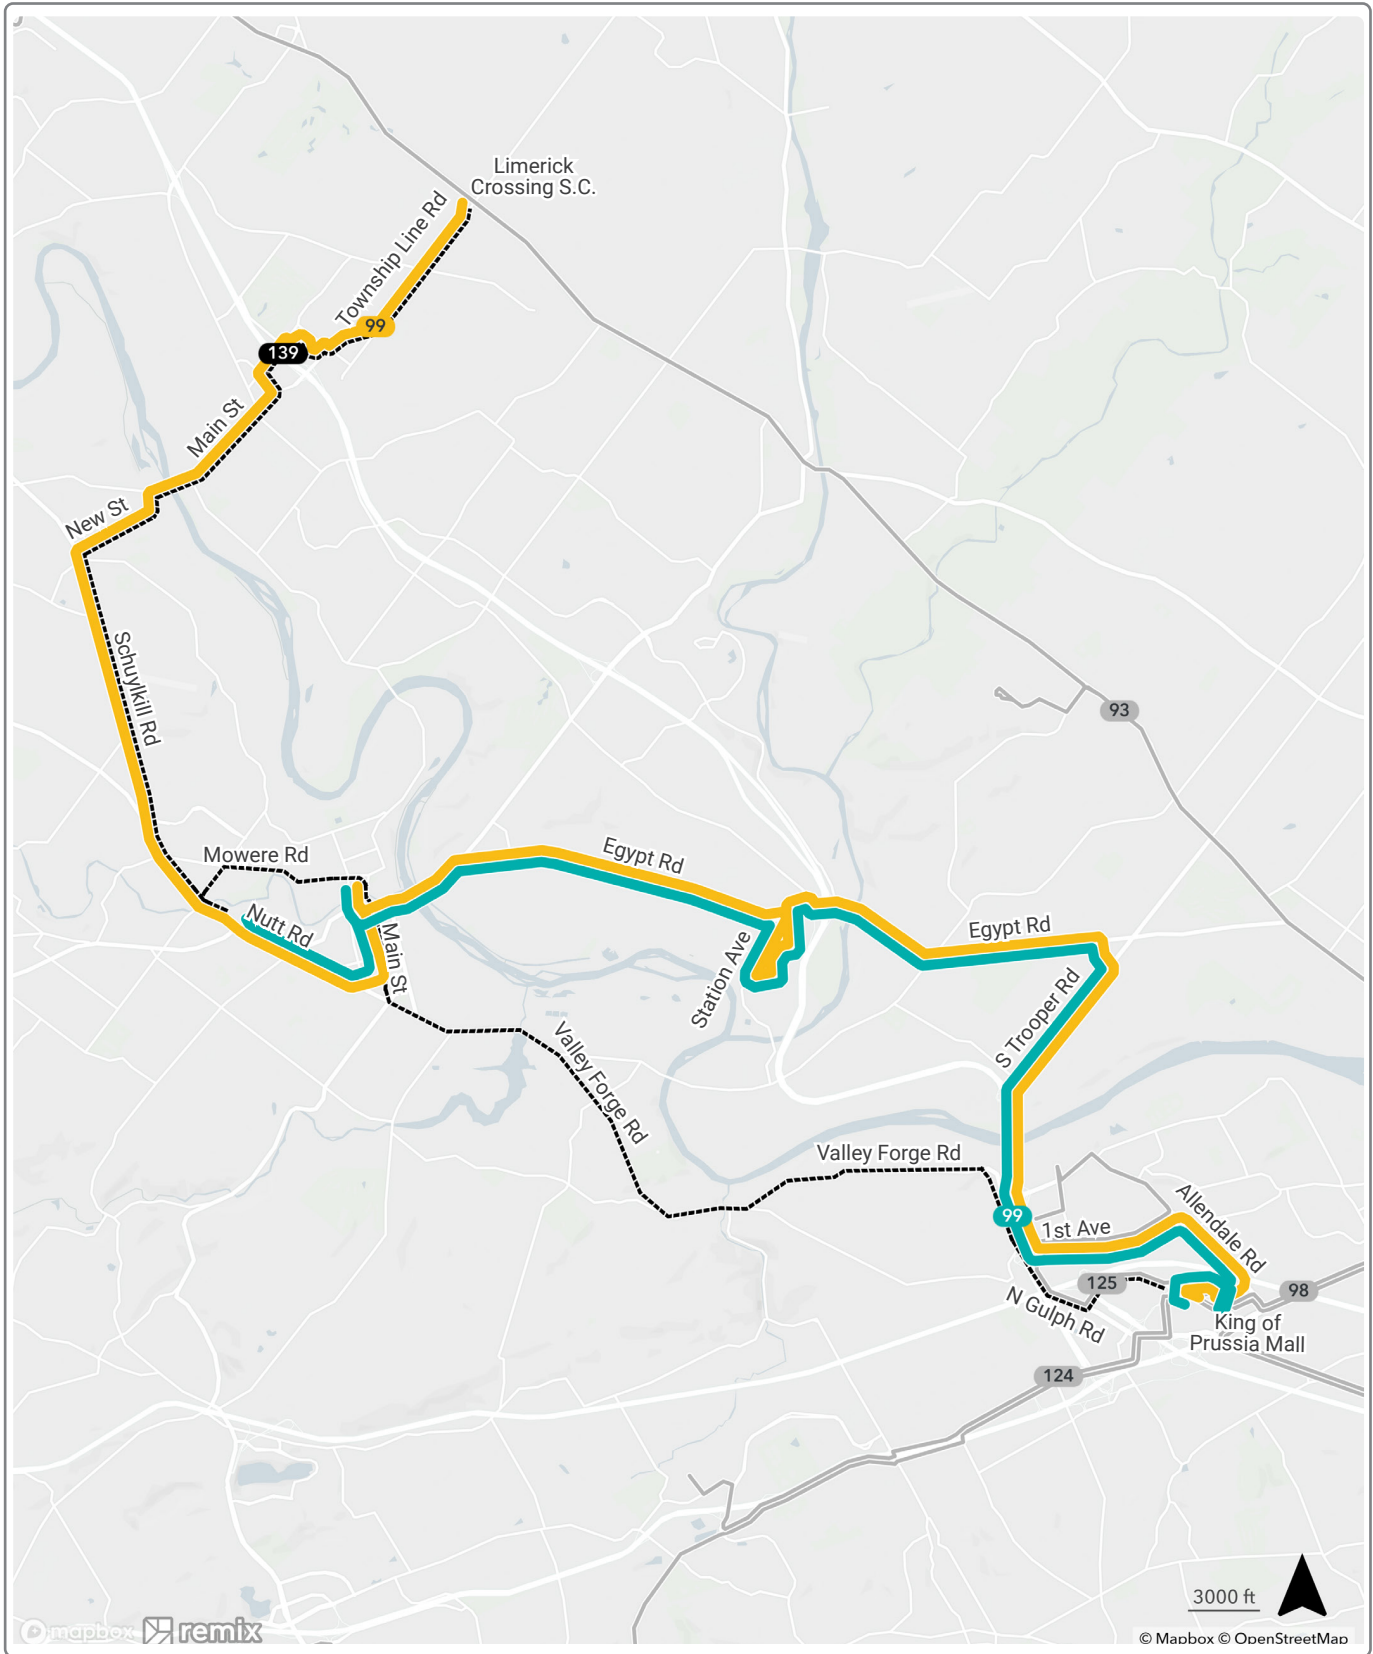 Limerick
Crossing S.C.
Township Line Rd
99
139
Main St
New St
Schuylkill Rd
93
Mowere Rd
Egypt Rd
Nutt Rd
Main St
Station Ave
Egypt Rd
S Trooper Rd
Valley Forge Rd
Valley Forge Rd
99
1st Ave
Allendale Rd
125
98
N Gulph Rd
King of
Prussia Mall
124
3000 ft
mapbox
remix
© Mapbox © OpenStreetMap